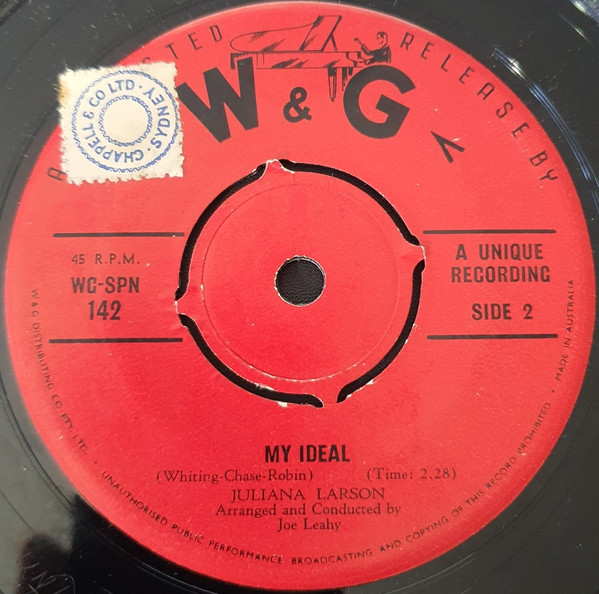 RELEASE BY
W & G
CHAPPELL & CO LTD · SYDNEY ·
45 R.P.M.
WG-SPN
142
A UNIQUE
RECORDING
SIDE 2
MY IDEAL
(Whiting-Chase-Robin) (Time: 2.28)
JULIANA LARSON
Arranged and Conducted by
Joe Leahy
W & G DISTRIBUTING CO. PTY. LTD. · UNAUTHORISED PUBLIC PERFORMANCE BROADCASTING AND COPYING OF THIS RECORD PROHIBITED · MADE IN AUSTRALIA